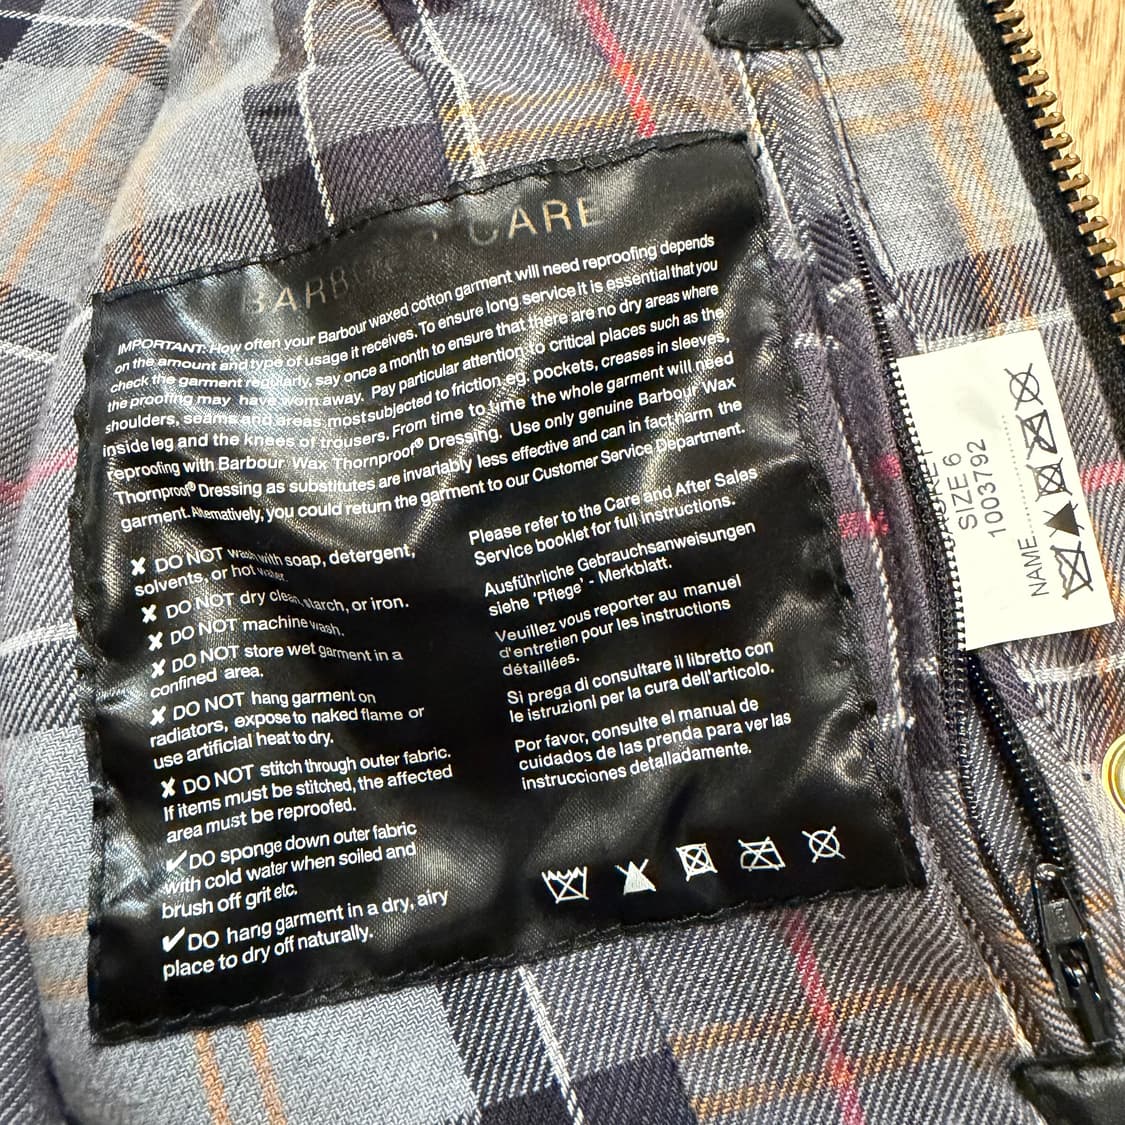 BARBOUR CARE
IMPORTANT: How often your Barbour waxed cotton garment will need reproofing depends
on the amount and type of usage it receives. To ensure long service it is essential that you
check the garment regularly, say once a month to ensure that there are no dry areas where
the proofing may have worn away. Pay particular attention to critical places such as the
shoulders, seams and areas most subjected to friction eg. pockets, creases in sleeves,
inside leg and the knees of trousers. From time to time the whole garment will need
reproofing with Barbour Wax Thornproof® Dressing. Use only genuine Barbour Wax
Thornproof® Dressing as substitutes are invariably less effective and can in fact harm the
garment. Alternatively, you could return the garment to our Customer Service Department.
✘ DO NOT wash with soap, detergent,
solvents, or hot water.
✘ DO NOT dry clean, starch, or iron.
✘ DO NOT machine wash.
✘ DO NOT store wet garment in a
confined area.
✘ DO NOT hang garment on
radiators, expose to naked flame or
use artificial heat to dry.
✘ DO NOT stitch through outer fabric.
If items must be stitched, the affected
area must be reproofed.
✔ DO sponge down outer fabric
with cold water when soiled and
brush off grit etc.
✔ DO hang garment in a dry, airy
place to dry off naturally.
Please refer to the Care and After Sales
Service booklet for full instructions.
Ausführliche Gebrauchsanweisungen
siehe 'Pflege' - Merkblatt.
Veuillez vous reporter au manuel
d'entretien pour les instructions
détaillées.
Si prega di consultare il libretto con
le istruzioni per la cura dell'articolo.
Por favor, consulte el manual de
cuidados de las prenda para ver las
instrucciones detalladamente.
SIZE 6
1003792
NAME